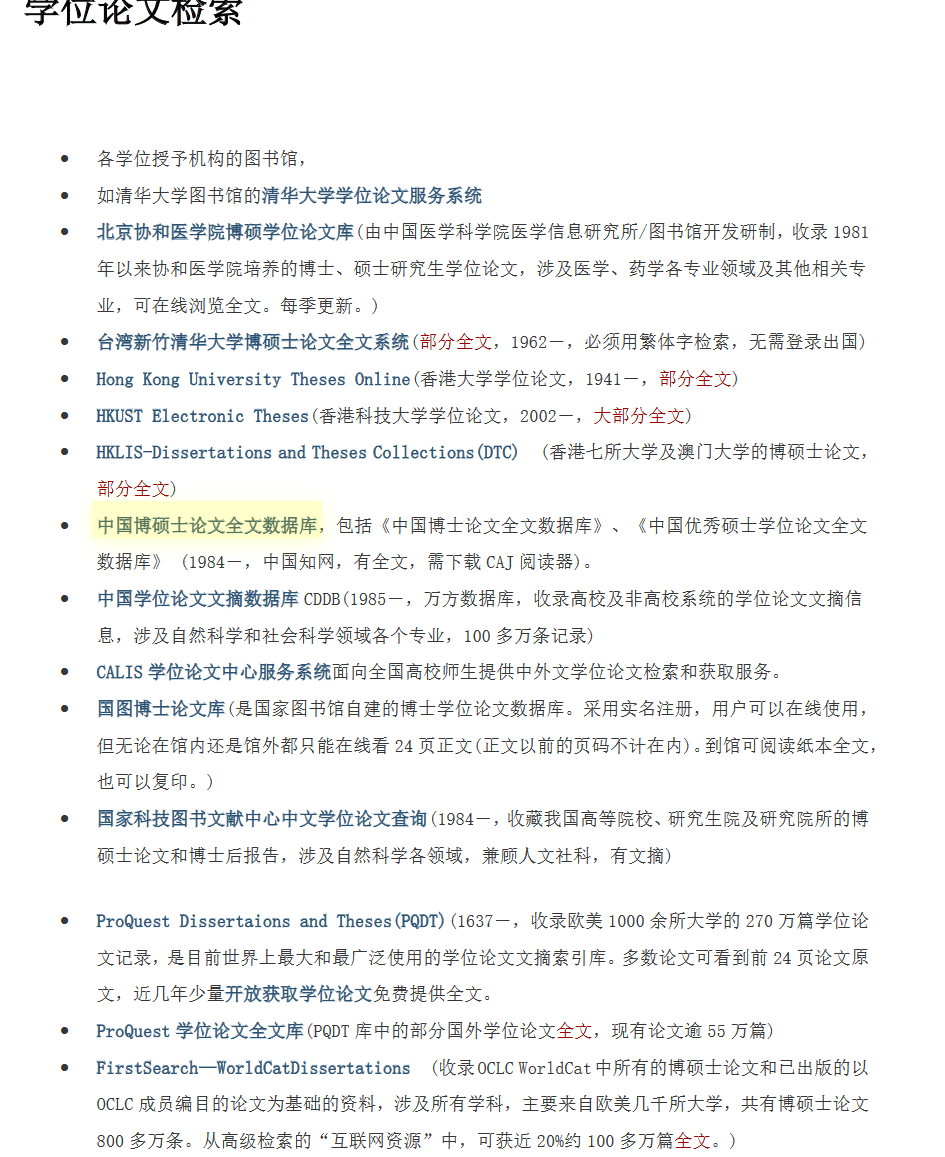 学位论文检索
各学位授予机构的图书馆，
如清华大学图书馆的清华大学学位论文服务系统
北京协和医学院博硕学位论文库(由中国医学科学院医学信息研究所/图书馆开发研制，收录 1981
年以来协和医学院培养的博士、硕士研究生学位论文，涉及医学、药学各专业领域及其他相关专
业，可在线浏览全文。每季更新。)
台湾新竹清华大学博硕士论文全文系统(部分全文，1962－，必须用繁体字检索，无需登录出国)
Hong Kong University Theses Online(香港大学学位论文，1941－，部分全文)
HKUST Electronic Theses(香港科技大学学位论文，2002－，大部分全文)
HKLIS-Dissertations and Theses Collections(DTC) (香港七所大学及澳门大学的博硕士论文，
部分全文)
中国博硕士论文全文数据库，包括《中国博士论文全文数据库》、《中国优秀硕士学位论文全文
数据库》 (1984－，中国知网，有全文，需下载 CAJ 阅读器)。
中国学位论文文摘数据库 CDDB(1985－，万方数据库，收录高校及非高校系统的学位论文文摘信
息，涉及自然科学和社会科学领域各个专业，100 多万条记录)
CALIS 学位论文中心服务系统面向全国高校师生提供中外文学位论文检索和获取服务。
国图博士论文库(是国家图书馆自建的博士学位论文数据库。采用实名注册，用户可以在线使用，
但无论在馆内还是馆外都只能在线看 24 页正文(正文以前的页码不计在内)。到馆可阅读纸本全文，
也可以复印。)
国家科技图书文献中心中文学位论文查询(1984－，收藏我国高等院校、研究生院及研究院所的博
硕士论文和博士后报告，涉及自然科学各领域，兼顾人文社科，有文摘)
ProQuest Dissertaions and Theses(PQDT)(1637－，收录欧美 1000 余所大学的 270 万篇学位论
文记录，是目前世界上最大和最广泛使用的学位论文文摘索引库。多数论文可看到前 24 页论文原
文，近几年少量开放获取学位论文免费提供全文。
ProQuest 学位论文全文库(PQDT 库中的部分国外学位论文全文，现有论文逾 55 万篇)
FirstSearch—WorldCatDissertations (收录OCLC WorldCat 中所有的博硕士论文和已出版的以
OCLC 成员编目的论文为基础的资料，涉及所有学科，主要来自欧美几千所大学，共有博硕士论文
800 多万条。从高级检索的“互联网资源”中，可获近 20%约 100 多万篇全文。)